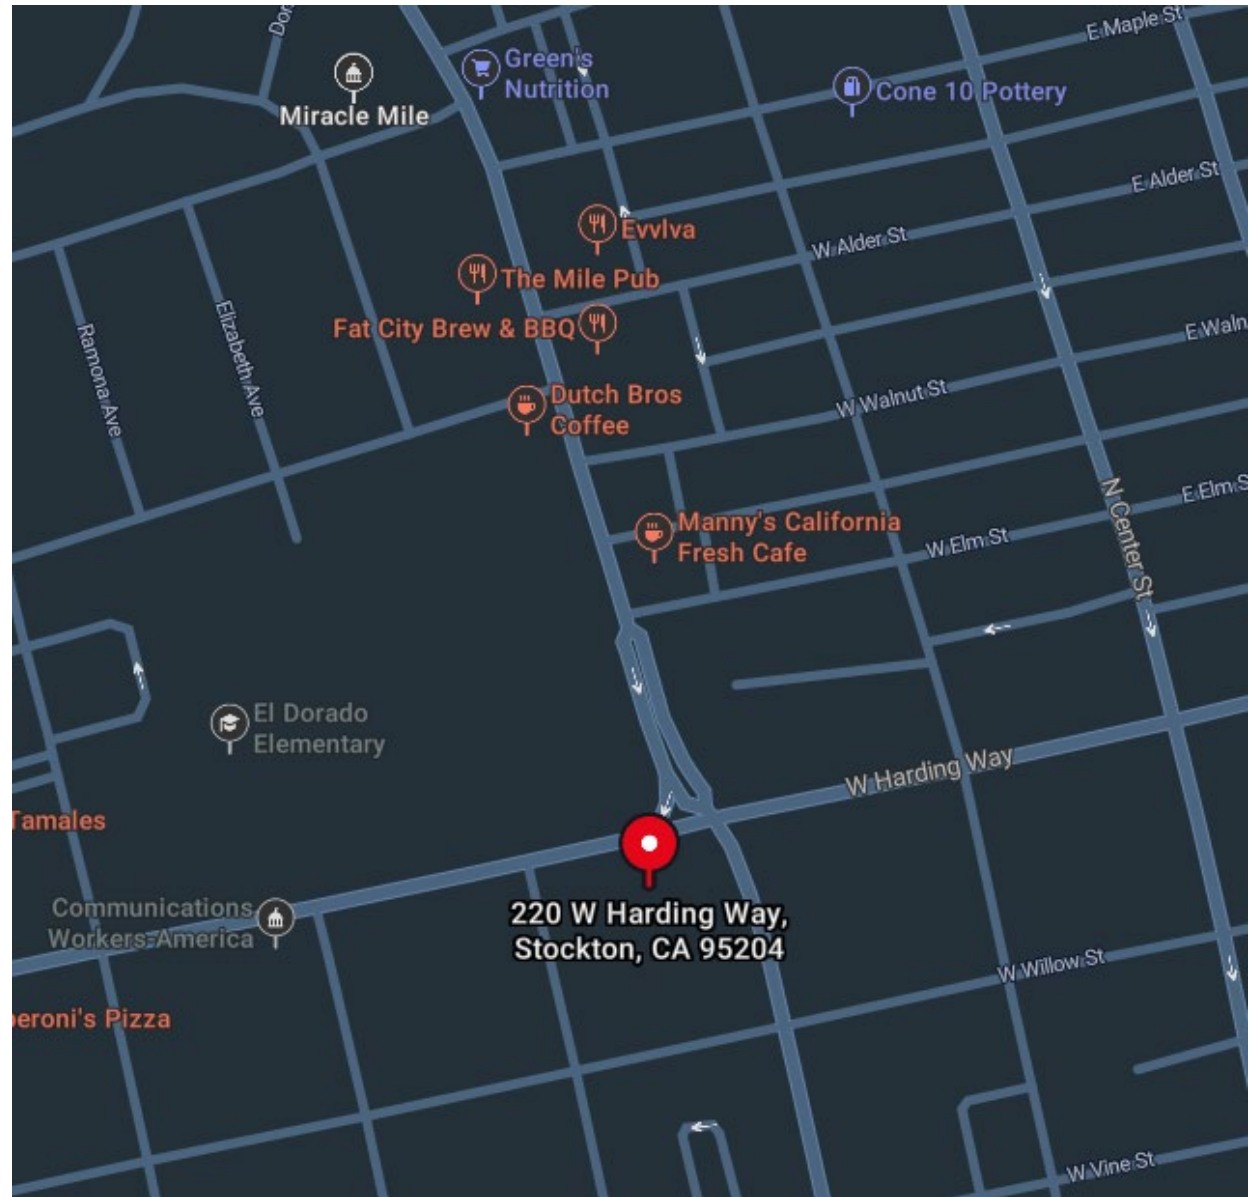 Don
E Maple St
Green's
Nutrition
Cone 10 Pottery
Miracle Mile
E Alder St
Evvlva
W Alder St
The Mile Pub
Fat City Brew & BBQ
E Waln
Ramona Ave
Elizabeth Ave
Dutch Bros
Coffee
W Walnut St
N Center St
E Elm S
Manny's California
Fresh Cafe
W Elm St
El Dorado
Elementary
W Harding Way
Tamales
220 W Harding Way,
Stockton, CA 95204
Communications
Workers-America
W Willow St
eroni's Pizza
W Vine St